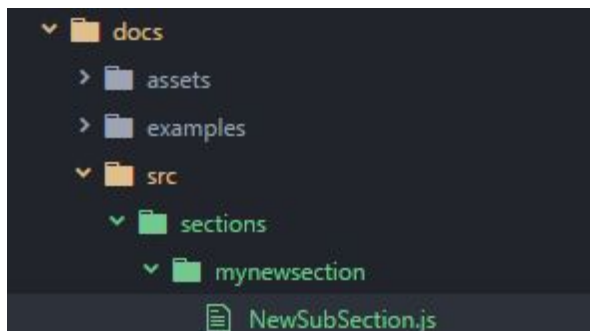 docs
assets
examples
src
sections
mynewsection
NewSubSection.js